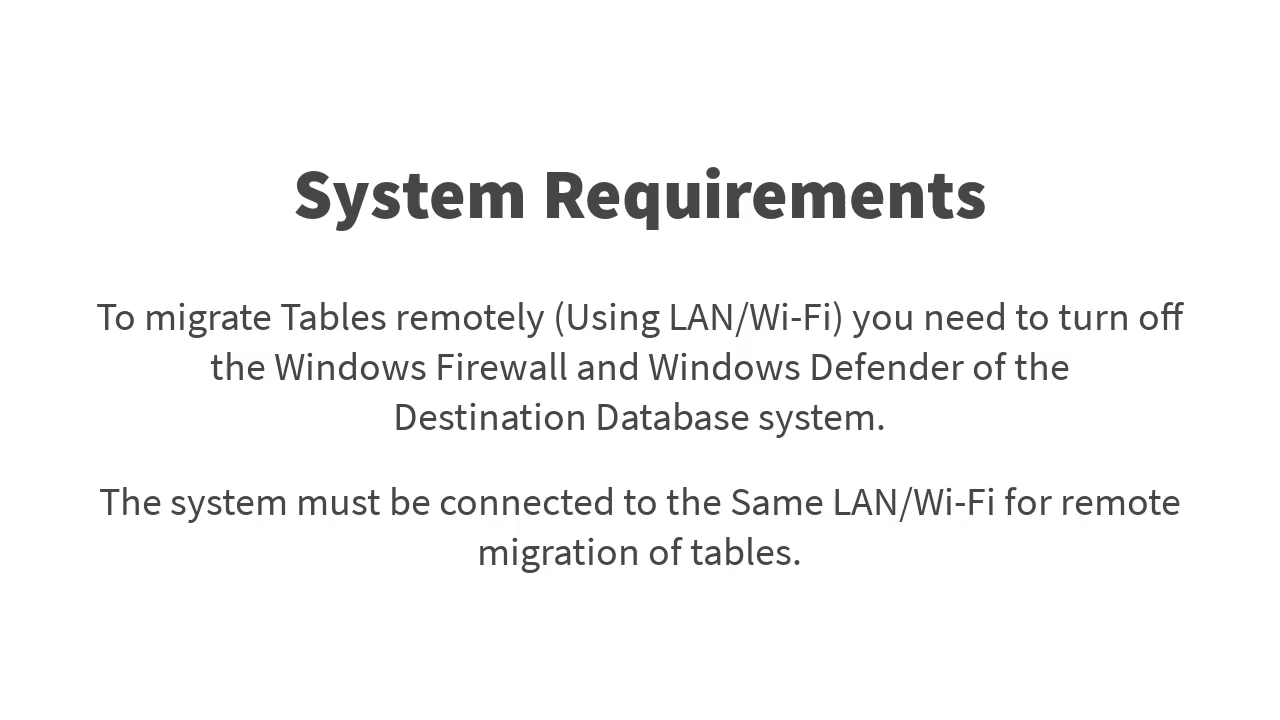 System Requirements
To migrate Tables remotely (Using LAN/Wi-Fi) you need to turn off
the Windows Firewall and Windows Defender of the
Destination Database system.
The system must be connected to the Same LAN/Wi-Fi for remote
migration of tables.